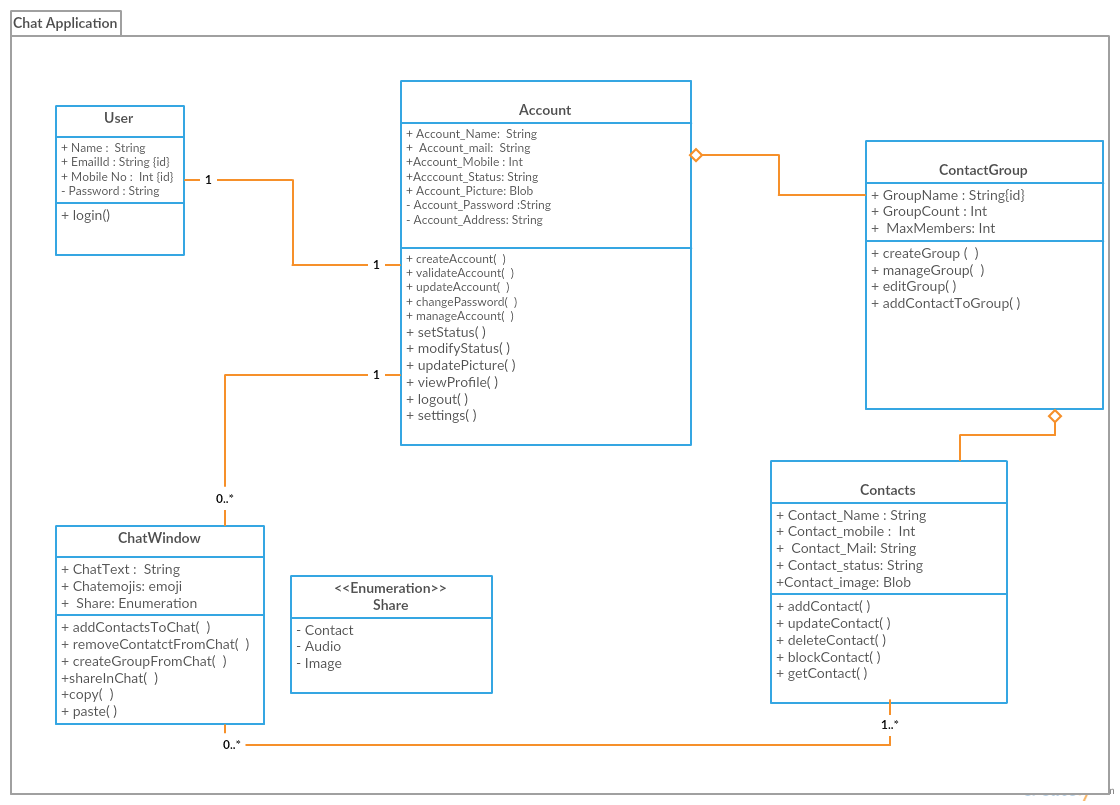 Chat Application
User
+ Name : String
+ EmailId : String {id}
+ Mobile No : Int {id}
- Password : String
+ login()
1
1
Account
+ Account_Name: String
+ Account_mail: String
+Account_Mobile : Int
+Acccount_Status: String
+ Account_Picture: Blob
- Account_Password :String
- Account_Address: String
+ createAccount( )
+ validateAccount( )
+ updateAccount( )
+ changePassword( )
+ manageAccount( )
+ setStatus( )
+ modifyStatus( )
+ updatePicture( )
+ viewProfile( )
+ logout( )
+ settings( )
ContactGroup
+ GroupName : String{id}
+ GroupCount : Int
+ MaxMembers: Int
+ createGroup ( )
+ manageGroup( )
+ editGroup( )
+ addContactToGroup( )
1
0..*
ChatWindow
+ ChatText : String
+ Chatemojis: emoji
+ Share: Enumeration
+ addContactsToChat( )
+ removeContatctFromChat( )
+ createGroupFromChat( )
+shareInChat( )
+copy( )
+ paste( )
<<Enumeration>>
Share
- Contact
- Audio
- Image
Contacts
+ Contact_Name : String
+ Contact_mobile : Int
+ Contact_Mail: String
+ Contact_status: String
+Contact_image: Blob
+ addContact( )
+ updateContact( )
+ deleteContact( )
+ blockContact( )
+ getContact( )
1..*
0..*